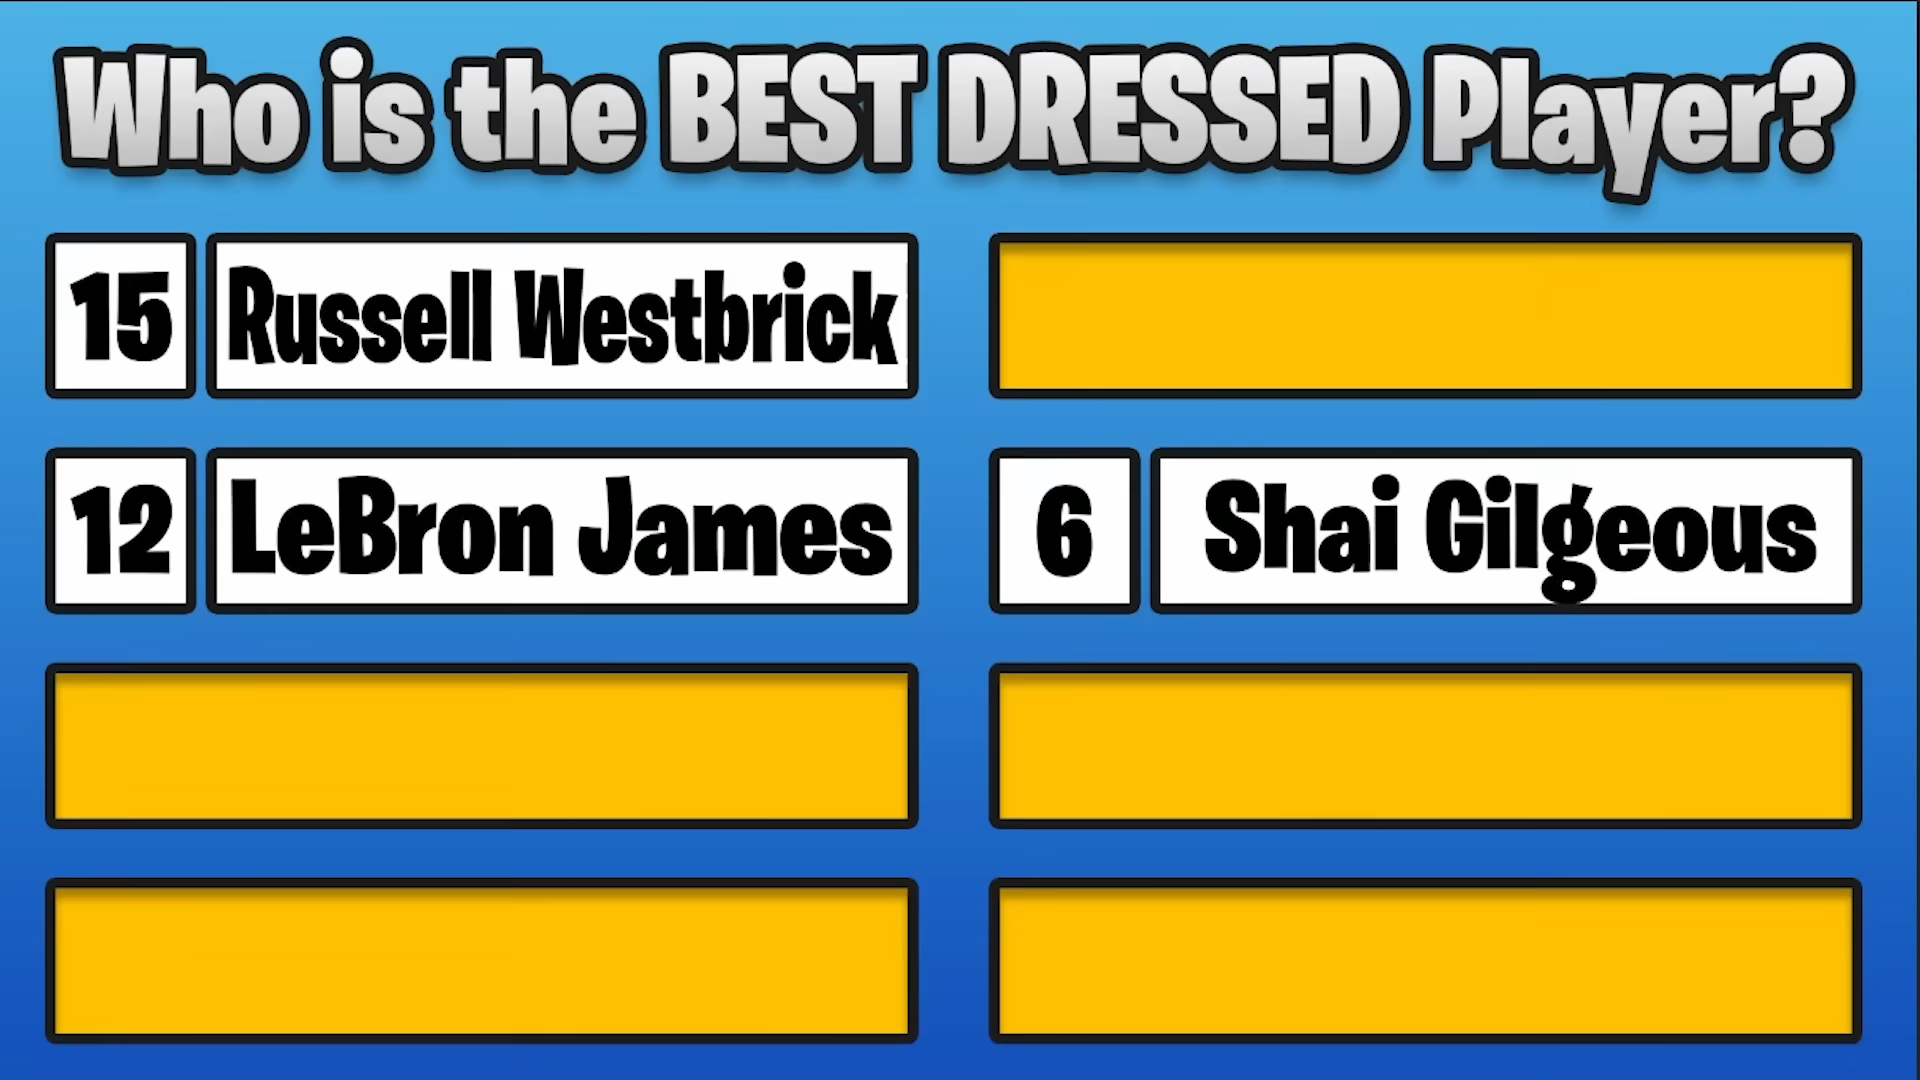 Who is the BEST DRESSED Player?
15 Russell Westbrick
12 LeBron James
6 Shai Gilgeous